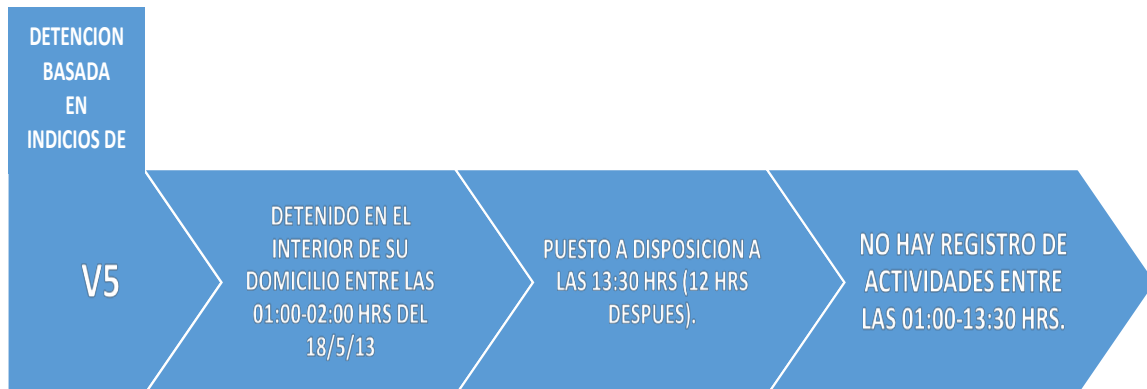 DETENCION
BASADA
EN
INDICIOS DE
V5
DETENIDO EN EL
INTERIOR DE SU
DOMICILIO ENTRE LAS
01:00-02:00 HRS DEL
18/5/13
PUESTO A DISPOSICION A
LAS 13:30 HRS (12 HRS
DESPUES).
NO HAY REGISTRO DE
ACTIVIDADES ENTRE
LAS 01:00-13:30 HRS.